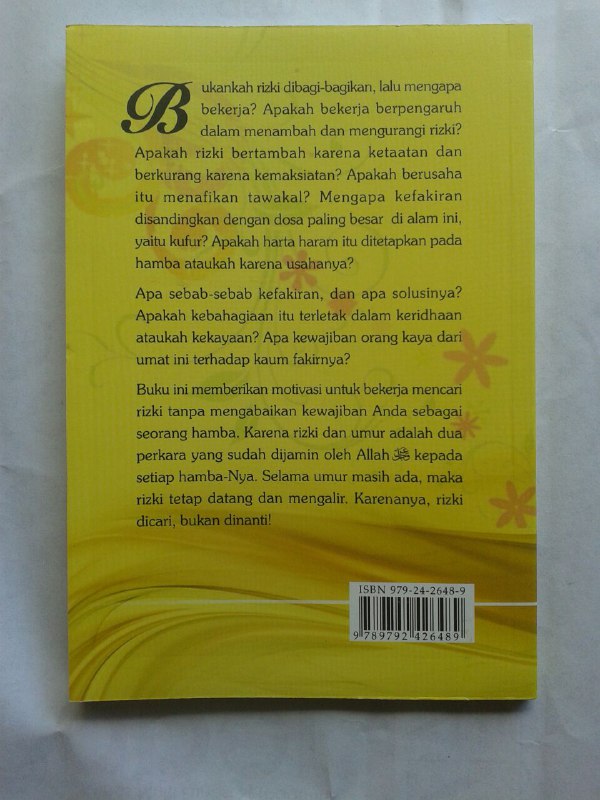 Bukankah rizki dibagi-bagikan, lalu mengapa
bekerja? Apakah bekerja berpengaruh
dalam menambah dan mengurangi rizki?
Apakah rizki bertambah karena ketaatan dan
berkurang karena kemaksiatan? Apakah berusaha
itu menafikan tawakal? Mengapa kefakiran
disandingkan dengan dosa paling besar di alam ini,
yaitu kufur? Apakah harta haram itu ditetapkan pada
hamba ataukah karena usahanya?
Apa sebab-sebab kefakiran, dan apa solusinya?
Apakah kebahagiaan itu terletak dalam keridhaan
ataukah kekayaan? Apa kewajiban orang kaya dari
umat ini terhadap kaum fakirnya?
Buku ini memberikan motivasi untuk bekerja mencari
rizki tanpa mengabaikan kewajiban Anda sebagai
seorang hamba. Karena rizki dan umur adalah dua
perkara yang sudah dijamin oleh Allah kepada
setiap hamba-Nya. Selama umur masih ada, maka
rizki tetap datang dan mengalir. Karenanya, rizki
dicari, bukan dinanti!
ISBN 979-24-2648-9
9 789792 426489